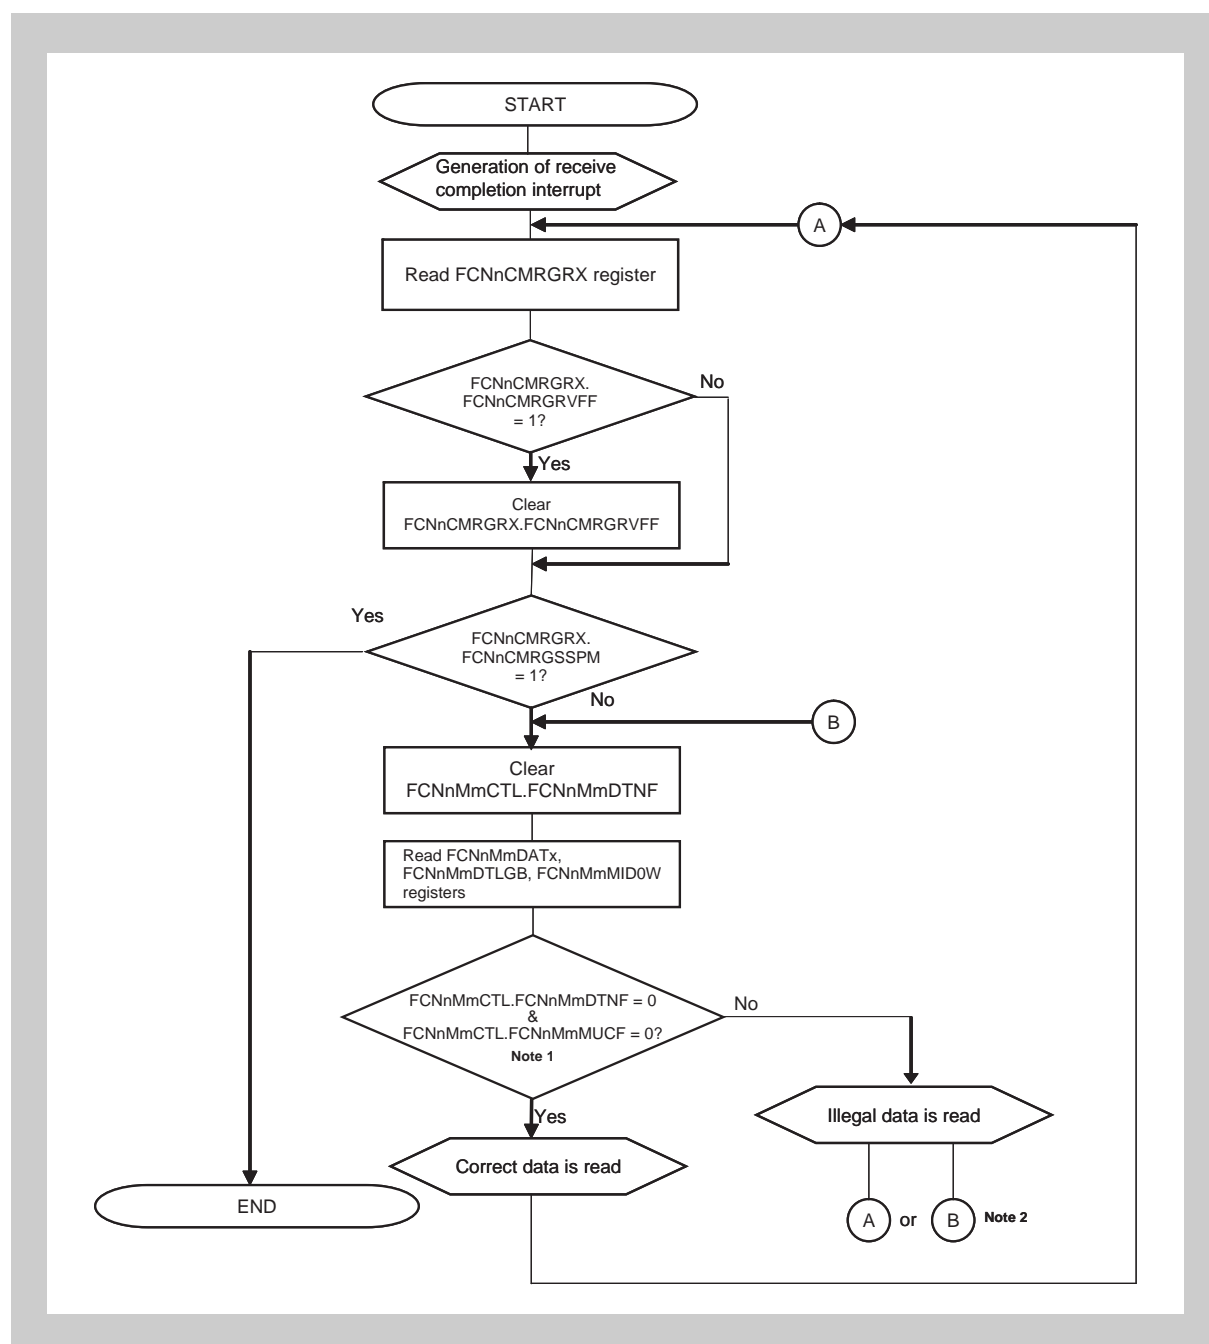 START
Generation of receive
completion interrupt
A
Read FCNnCMRGRX register
FCNnCMRGRX.
FCNnCMRGRVFF
= 1?
No
Yes
Clear
FCNnCMRGRX.FCNnCMRGRVFF
Yes
FCNnCMRGRX.
FCNnCMRGSSPM
= 1?
No
B
Clear
FCNnMmCTL.FCNnMmDTNF
Read FCNnMmDATx,
FCNnMmDTLGB, FCNnMmMID0W
registers
FCNnMmCTL.FCNnMmDTNF = 0
&
FCNnMmCTL.FCNnMmMUCF = 0?
Note 1
No
Yes
Illegal data is read
Correct data is read
END
A or B Note 2